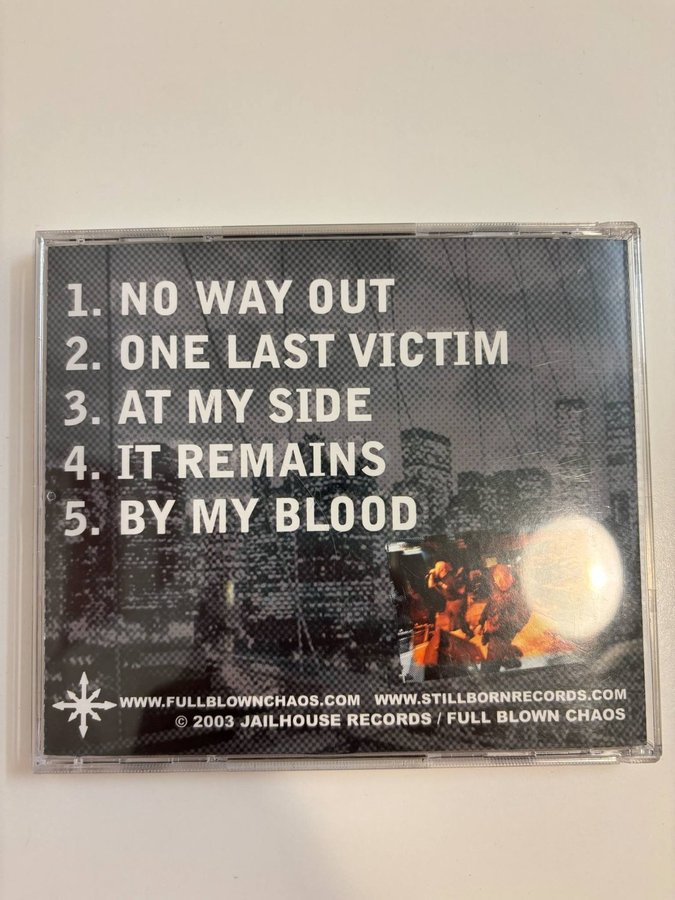 1. NO WAY OUT
2. ONE LAST VICTIM
3. AT MY SIDE
4. IT REMAINS
5. BY MY BLOOD
WWW.FULLBLOWNCHAOS.COM WWW.STILLBORNRECORDS.COM
© 2003 JAILHOUSE RECORDS / FULL BLOWN CHAOS